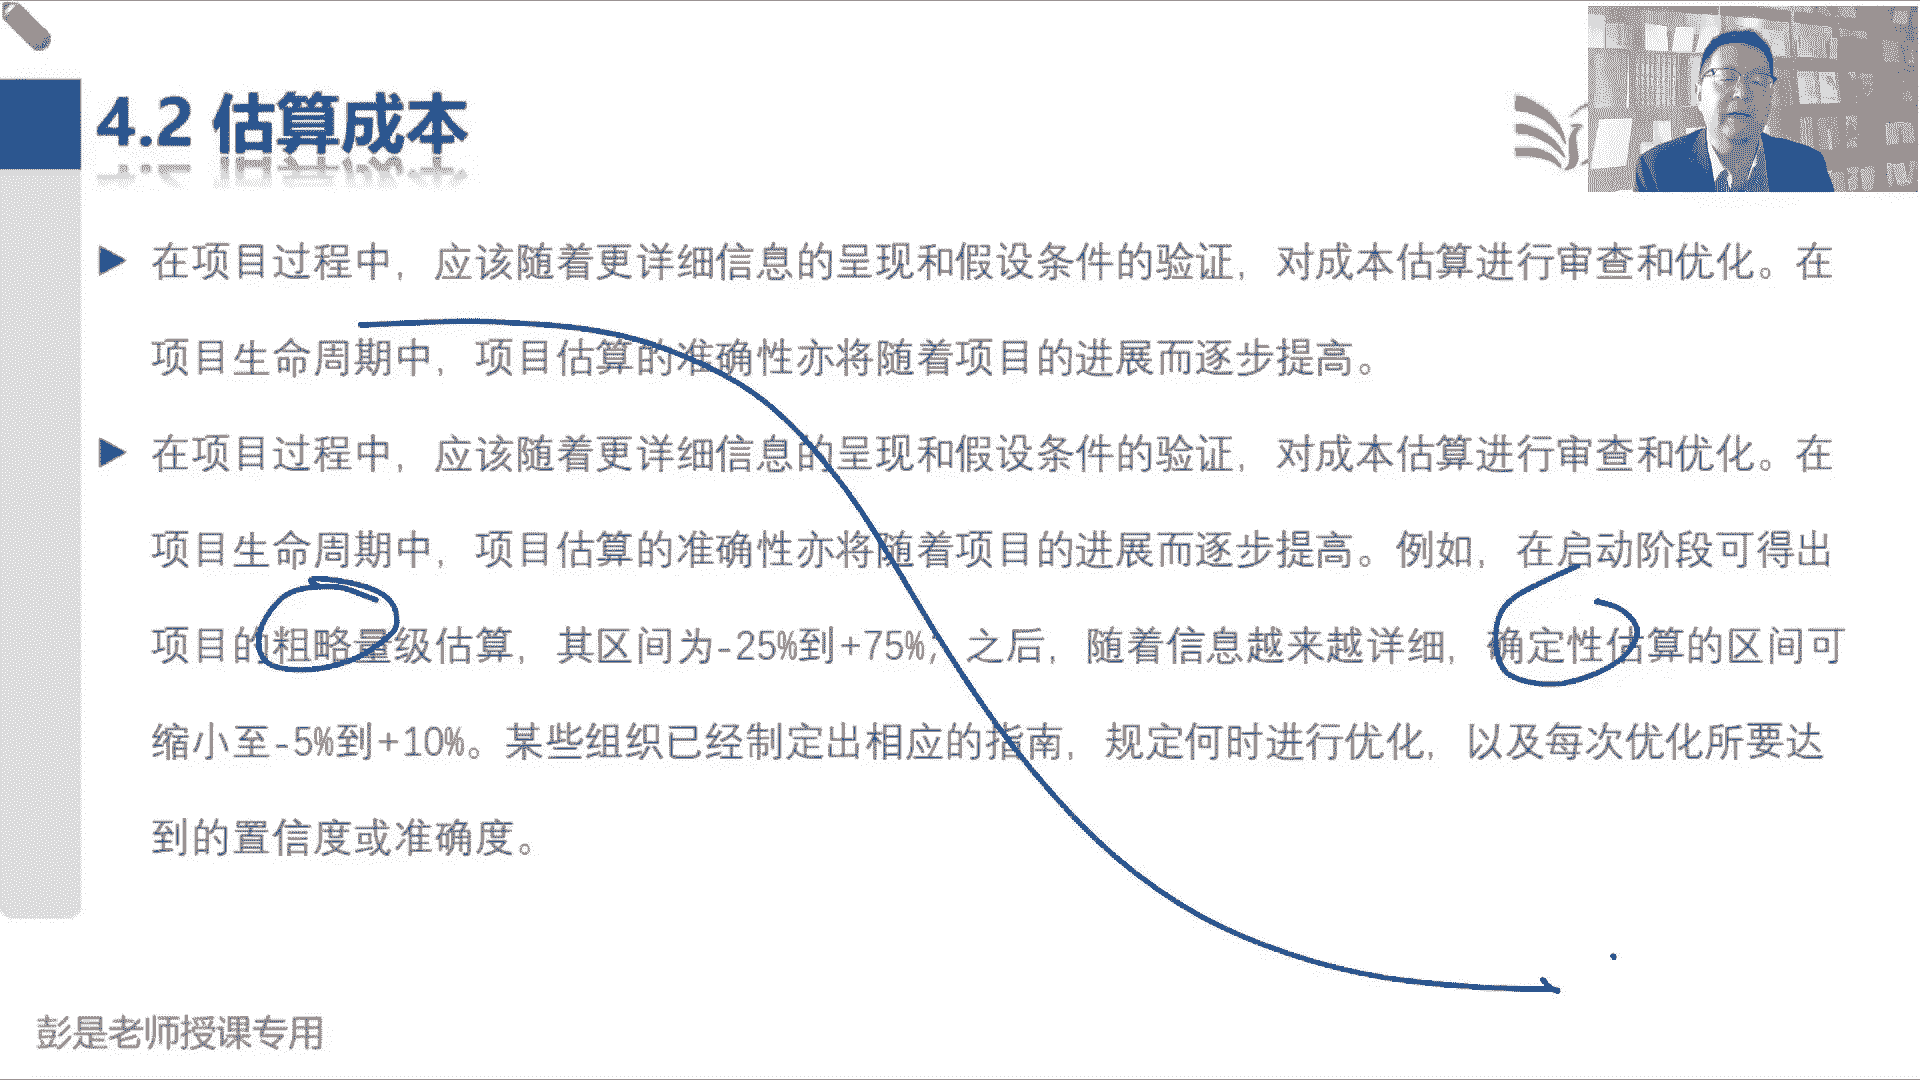 4.2 估算成本
在项目过程中，应该随着更详细信息的呈现和假设条件的验证，对成本估算进行审查和优化。在
项目生命周期中，项目估算的准确性亦将随着项目的进展而逐步提高。
在项目过程中，应该随着更详细信息的呈现和假设条件的验证，对成本估算进行审查和优化。在
项目生命周期中，项目估算的准确性亦将随着项目的进展而逐步提高。例如，在启动阶段可得出
项目的粗略量级估算，其区间为-25%到+75%；之后，随着信息越来越详细，确定性估算的区间可
缩小至-5%到+10%。某些组织已经制定出相应的指南，规定何时进行优化，以及每次优化所要达
到的置信度或准确度。
彭是老师授课专用